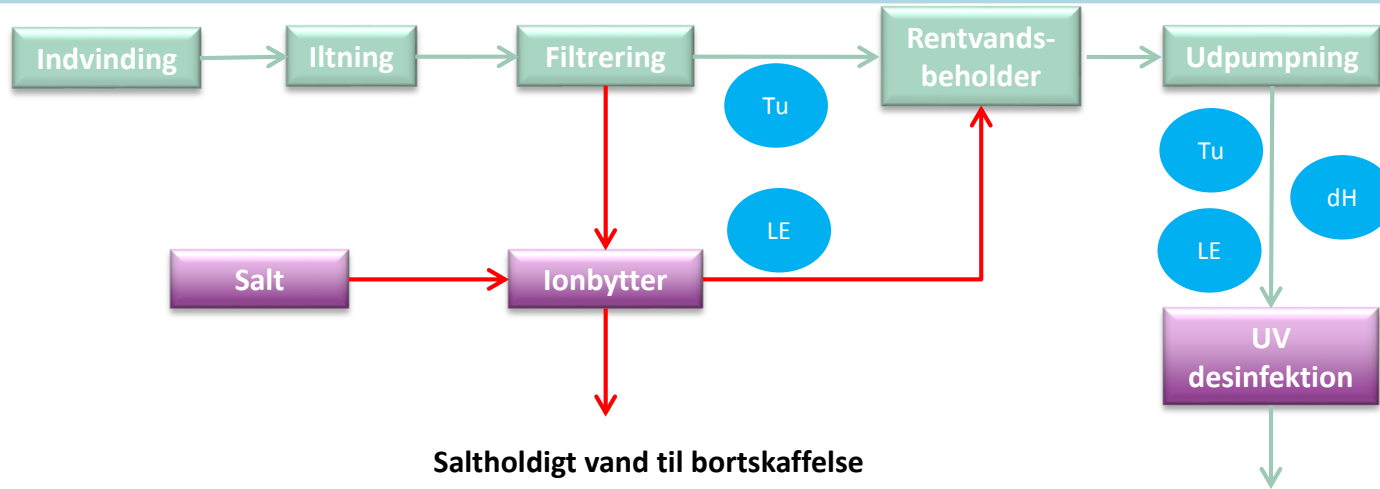 Indvinding
Iltning
Filtrering
Rentvands-
beholder
Udpumpning
Tu
LE
Tu
LE
dH
Salt
Ionbytter
UV
desinfektion
Saltholdigt vand til bortskaffelse